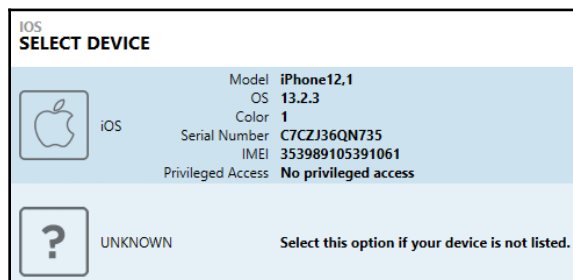 IOS
SELECT DEVICE
Model iPhone12,1
OS 13.2.3
iOS Color 1
Serial Number C7CZJ36QN735
IMEI 353989105391061
Privileged Access No privileged access
?
UNKNOWN Select this option if your device is not listed.